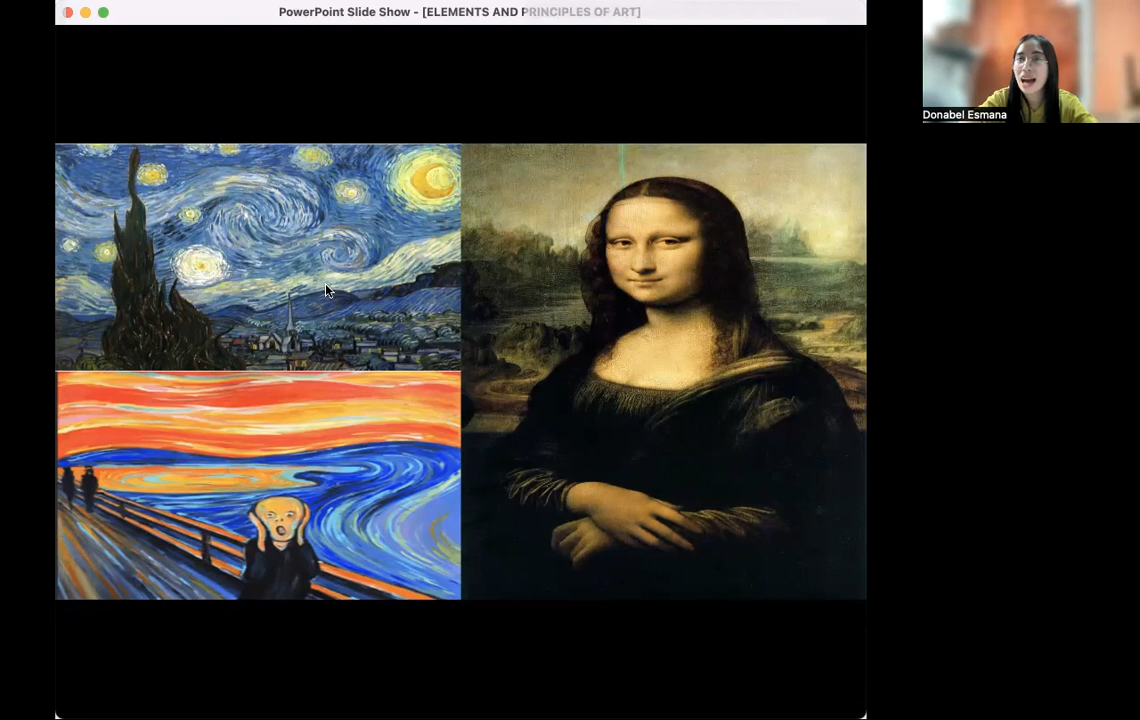 PowerPoint Slide Show - [ELEMENTS AND PRINCIPLES OF ART]
Donabel Esmana